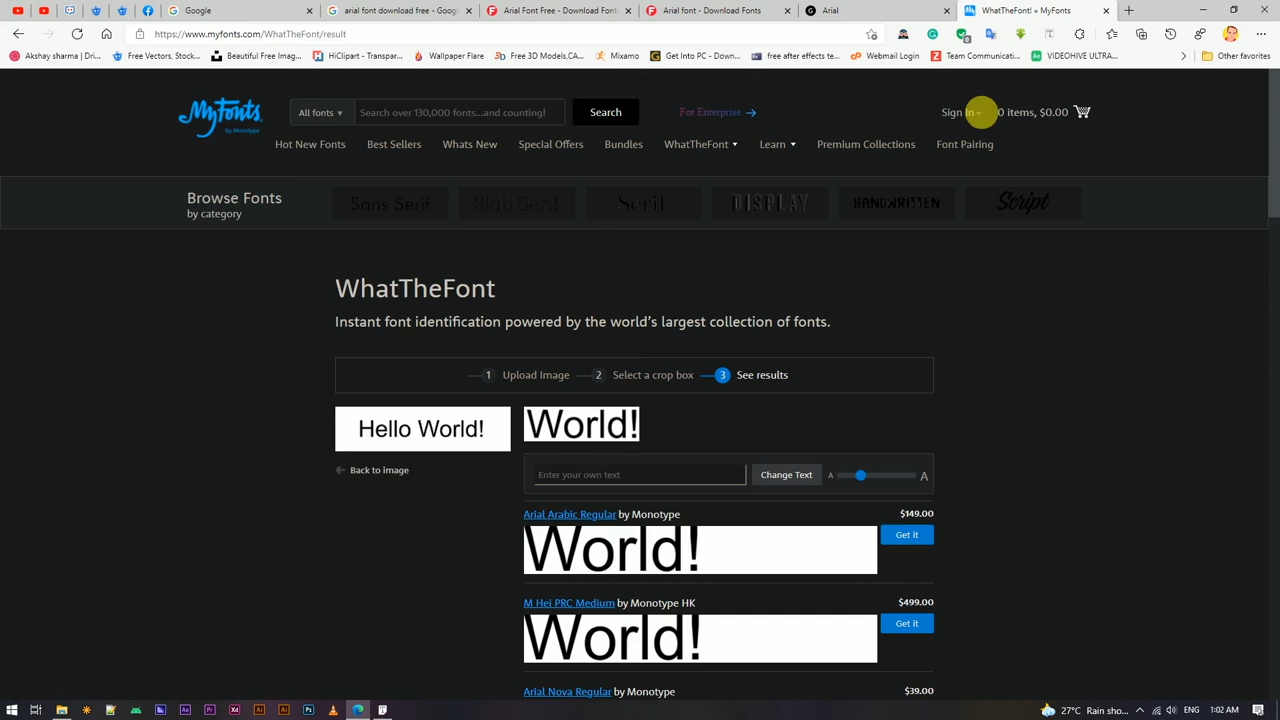 Google
arial font download free - Goog
Arial Font Free - Download Fonts
Arial font - Download Fonts
Arial
WhatTheFont! « MyFonts
https://www.myfonts.com/WhatTheFont/result
Akshay sharma | Dri...
Free Vectors, Stock...
Beautiful Free Imag...
HiClipart - Transpar...
Wallpaper Flare
Free 3D Models,CA...
Mixamo
Get Into PC - Down...
free after effects te...
Webmail Login
Team Communicati...
VIDEOHIVE ULTRA...
Other favorites
MyFonts
by Monotype
All fonts
Search over 130,000 fonts...and counting!
Search
For Enterprise
Sign in
0 items, $0.00
Hot New Fonts
Best Sellers
Whats New
Special Offers
Bundles
WhatTheFont
Learn
Premium Collections
Font Pairing
Browse Fonts
by category
Sans Serif
Slab Serif
Serif
DISPLAY
HANDWRITTEN
Script
WhatTheFont
Instant font identification powered by the world's largest collection of fonts.
1 Upload Image
2 Select a crop box
3 See results
Hello World!
Back to image
World!
Enter your own text
Change Text
A
A
Arial Arabic Regular by Monotype
$149.00
World!
Get it
M Hei PRC Medium by Monotype HK
$499.00
World!
Get it
Arial Nova Regular by Monotype
$39.00
27°C Rain sho...
ENG
1:02 AM